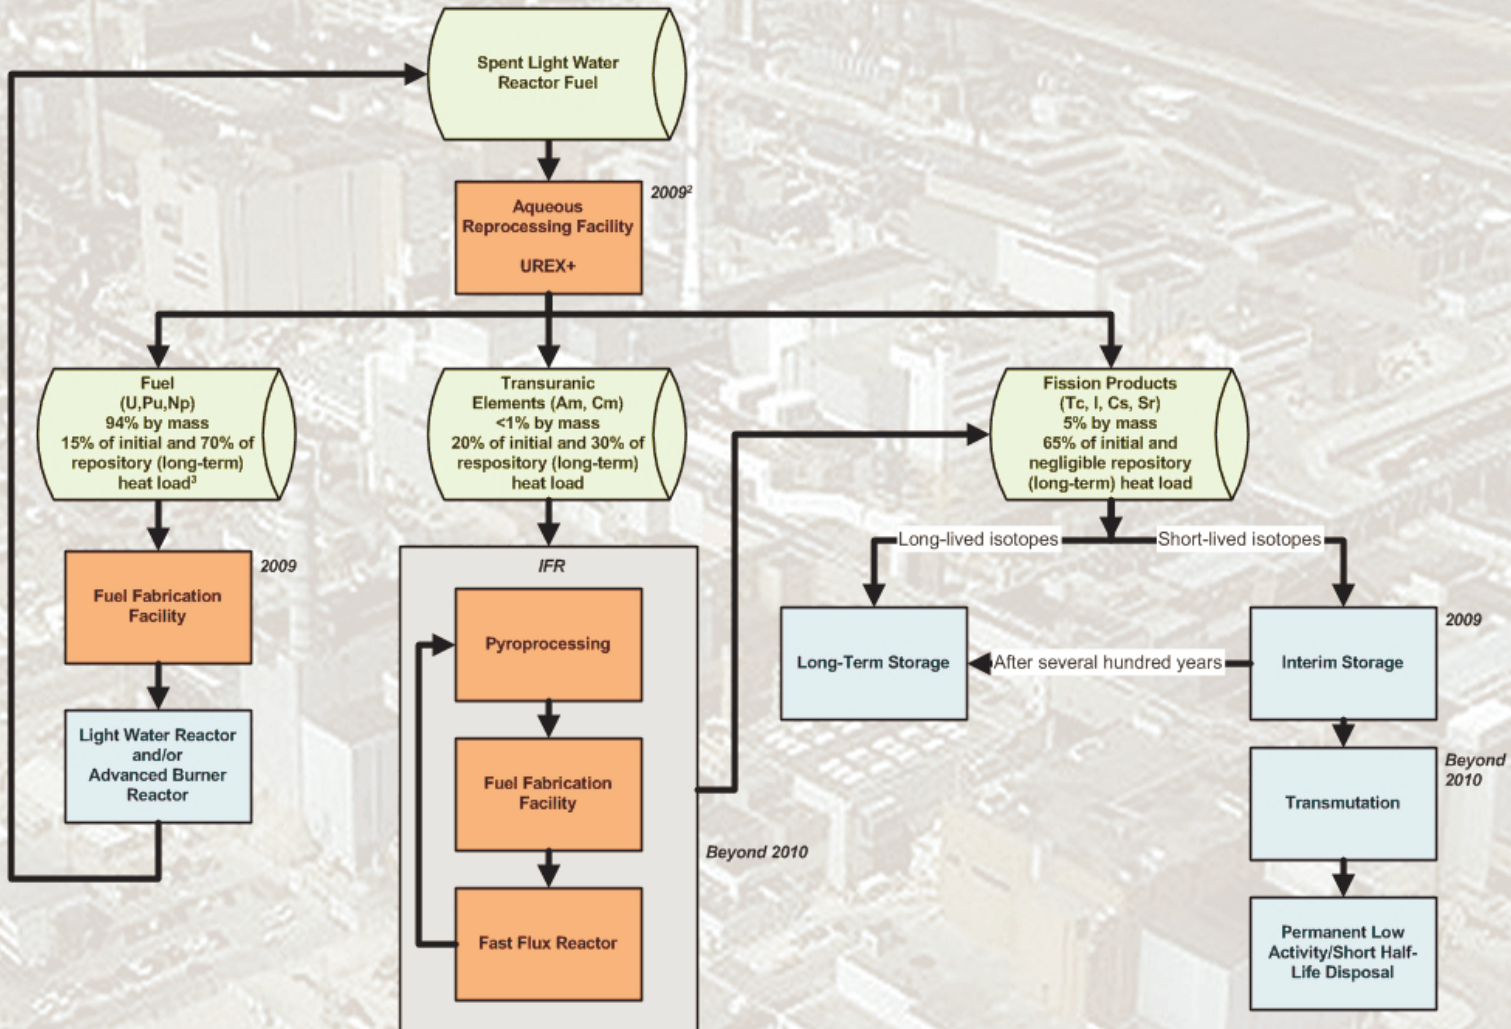 Spent Light Water
Reactor Fuel
Aqueous
Reprocessing Facility
UREX+
2009²
Fuel
(U,Pu,Np)
94% by mass
15% of initial and 70% of
repository (long-term)
heat load³
Transuranic
Elements (Am, Cm)
<1% by mass
20% of initial and 30% of
respository (long-term)
heat load
Fission Products
(Tc, I, Cs, Sr)
5% by mass
65% of initial and
negligible repository
(long-term) heat load
Long-lived isotopes
Short-lived isotopes
Fuel Fabrication
Facility
2009
IFR
Pyroprocessing
Long-Term Storage
After several hundred years
Interim Storage
2009
Light Water Reactor
and/or
Advanced Burner
Reactor
Fuel Fabrication
Facility
Transmutation
Beyond
2010
Beyond 2010
Fast Flux Reactor
Permanent Low
Activity/Short Half-
Life Disposal